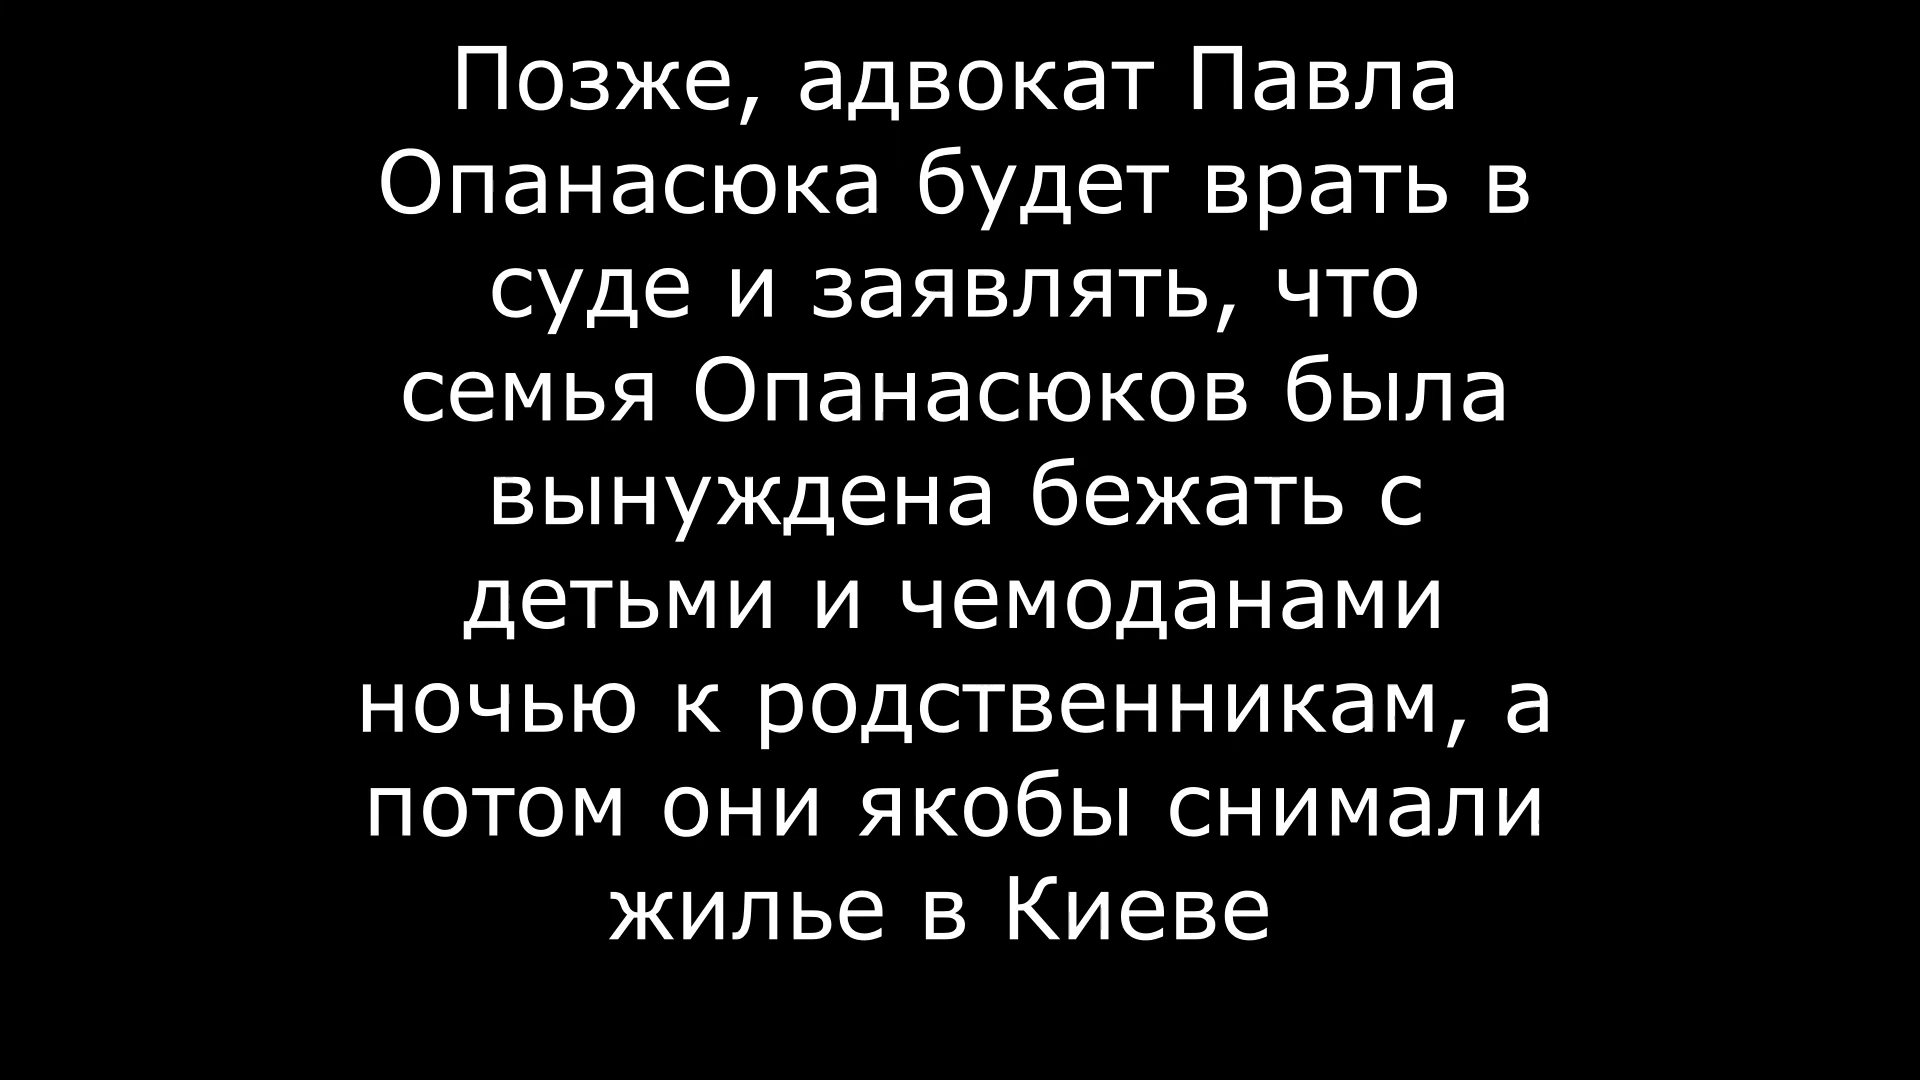 Позже, адвокат Павла
Опанасюка будет врать в
суде и заявлять, что
семья Опанасюков была
вынуждена бежать с
детьми и чемоданами
ночью к родственникам, а
потом они якобы снимали
жилье в Киеве